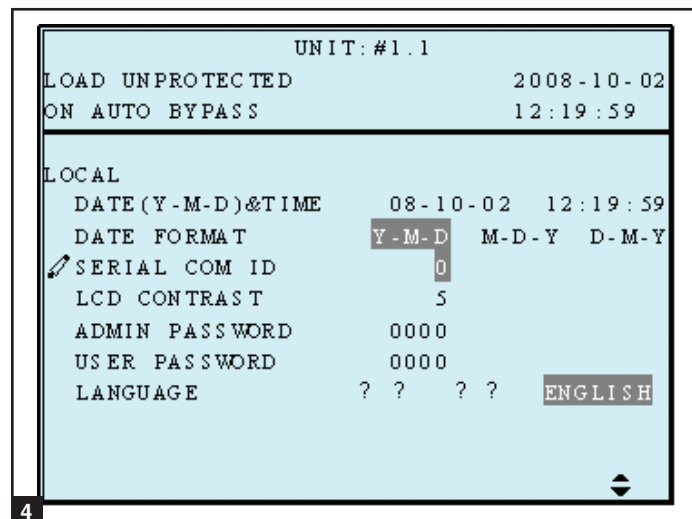 UNIT:#1.1
LOAD UNPROTECTED 2008-10-02
ON AUTO BYPASS 12:19:59
LOCAL
DATE(Y-M-D)&TIME 08-10-02 12:19:59
DATE FORMAT Y-M-D M-D-Y D-M-Y
SERIAL COM ID 0
LCD CONTRAST 5
ADMIN PASSWORD 0000
USER PASSWORD 0000
LANGUAGE ? ? ? ? ENGLISH
4